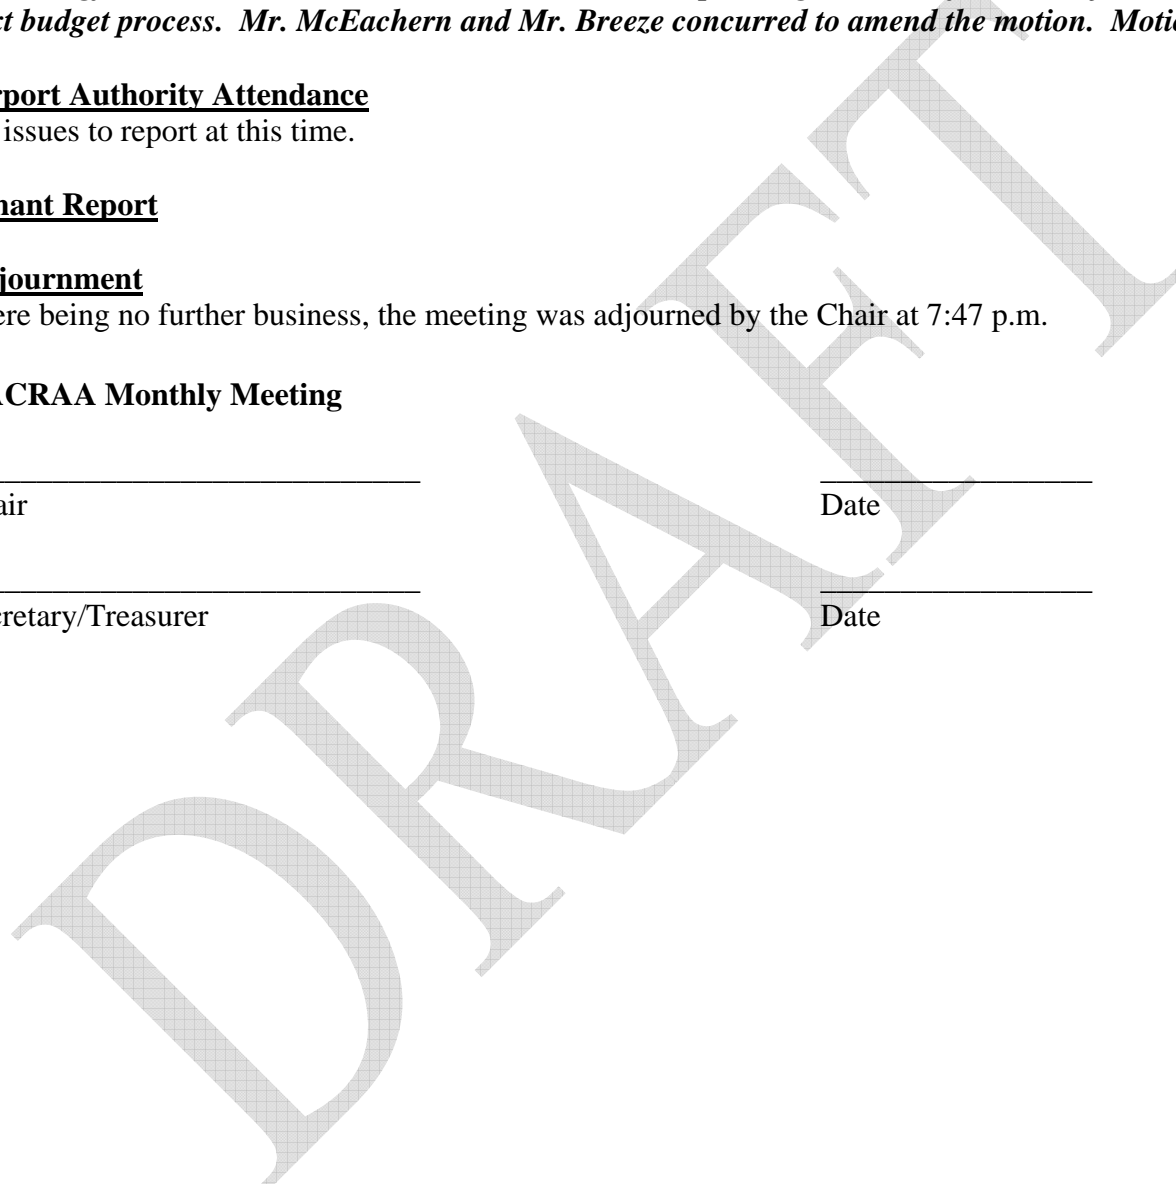 xt budget process. Mr. McEachern and Mr. Breeze concurred to amend the motion. Motio
rport Authority Attendance
issues to report at this time.
nant Report
journment
ere being no further business, the meeting was adjourned by the Chair at 7:47 p.m.
ACRAA Monthly Meeting
air Date
cretary/Treasurer Date
DRAFT